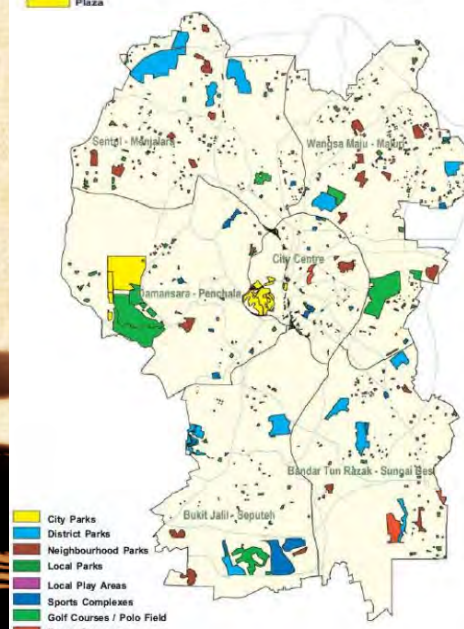 Plaza
Sentul - Menjalara
Wangsa Maju - Maluri
City Centre
Damansara - Penchala
Bandar Tun Razak - Sungai Besi
Bukit Jalil - Seputeh
City Parks
District Parks
Neighbourhood Parks
Local Parks
Local Play Areas
Sports Complexes
Golf Courses / Polo Field